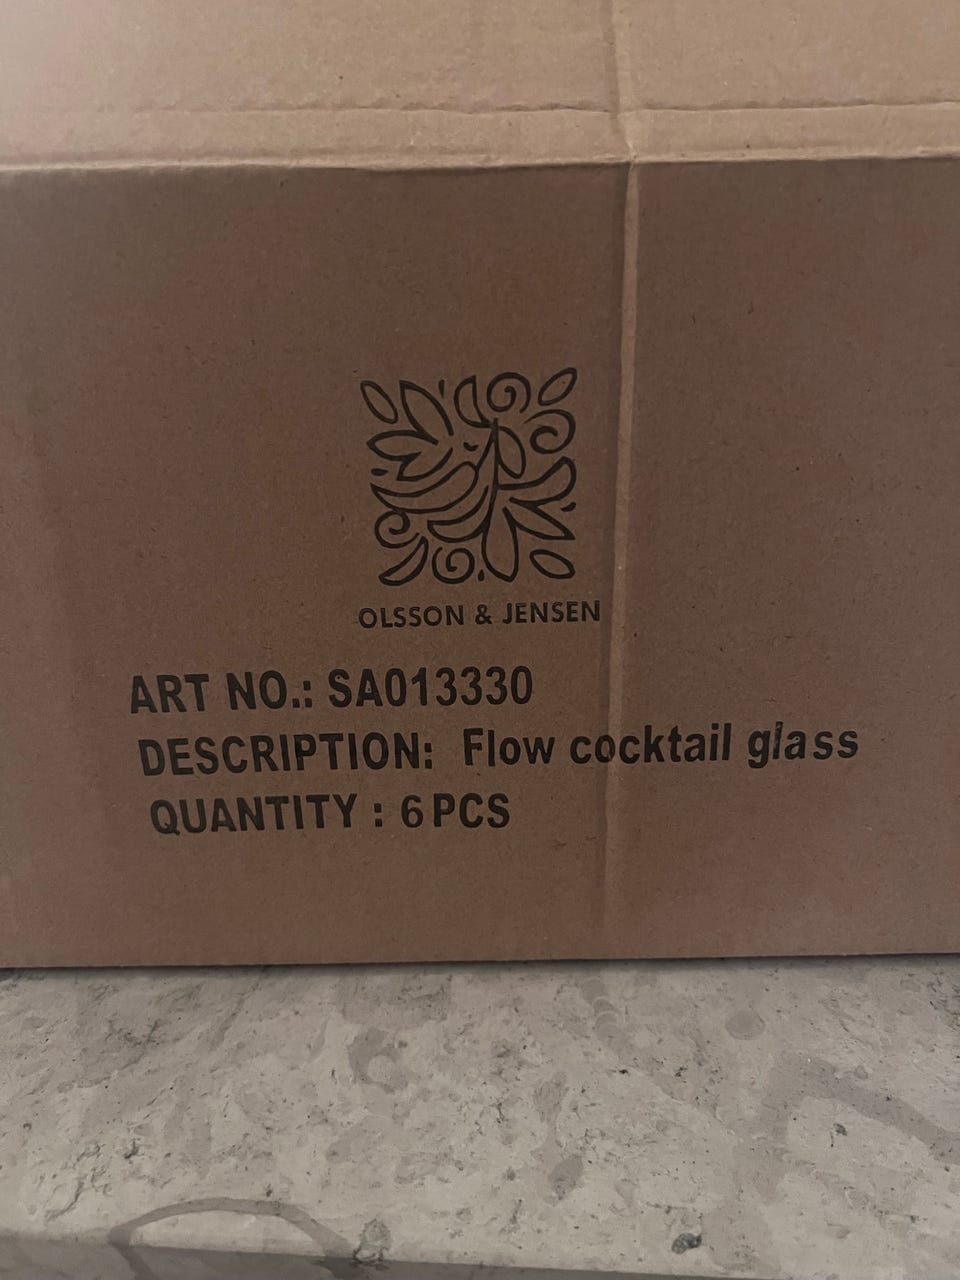 OLSSON & JENSEN
ART NO.: SA013330
DESCRIPTION: Flow cocktail glass
QUANTITY : 6PCS